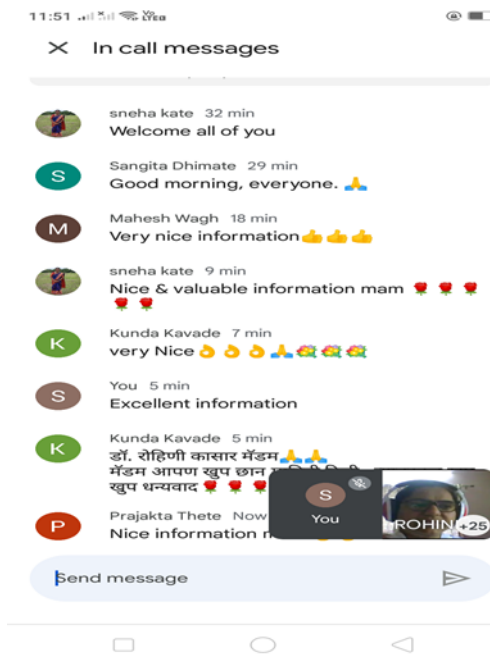 11:51
Vo LTE2
In call messages
sneha kate 32 min
Welcome all of you
Sangita Dhimate 29 min
Good morning, everyone. 🙏
Mahesh Wagh 18 min
Very nice information👍👍👍
sneha kate 9 min
Nice & valuable information mam 🌹🌹🌹
🌹🌹
Kunda Kavade 7 min
very Nice👌👌👌🙏💐💐💐
You 5 min
Excellent information
Kunda Kavade 5 min
डॉ. रोहिणी कासार मॅडम🙏🙏
मॅडम आपण खुप छान
खुप धन्यवाद🌹🌹🌹
Prajakta Thete Now
Nice information
S
M
K
S
K
P
S
You
ROHINI
+25
Send message